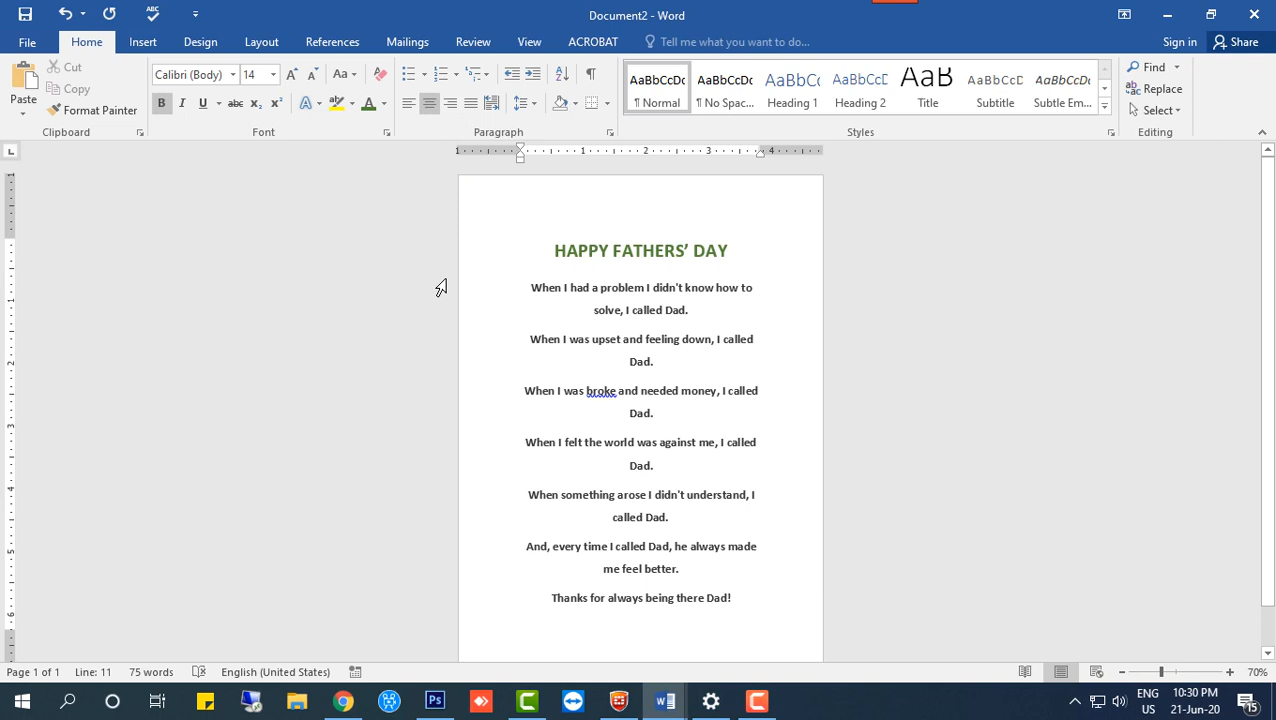 Document2 - Word
File Home Insert Design Layout References Mailings Review View ACROBAT Tell me what you want to do... Sign in Share
Paste Cut Copy Format Painter Clipboard
Calibri (Body) 14 Font
Paragraph
AaBbCcDc ¶ Normal
AaBbCcDc ¶ No Spac...
AaBbCc Heading 1
AaBbCcC Heading 2
AaB Title
AaBbCcD Subtitle
AaBbCcDc Subtle Em...
Styles
Find Replace Select Editing
HAPPY FATHERS’ DAY
When I had a problem I didn't know how to
solve, I called Dad.
When I was upset and feeling down, I called
Dad.
When I was broke and needed money, I called
Dad.
When I felt the world was against me, I called
Dad.
When something arose I didn't understand, I
called Dad.
And, every time I called Dad, he always made
me feel better.
Thanks for always being there Dad!
Page 1 of 1 Line: 11 75 words English (United States) 70%
ENG US 10:30 PM 21-Jun-20 15